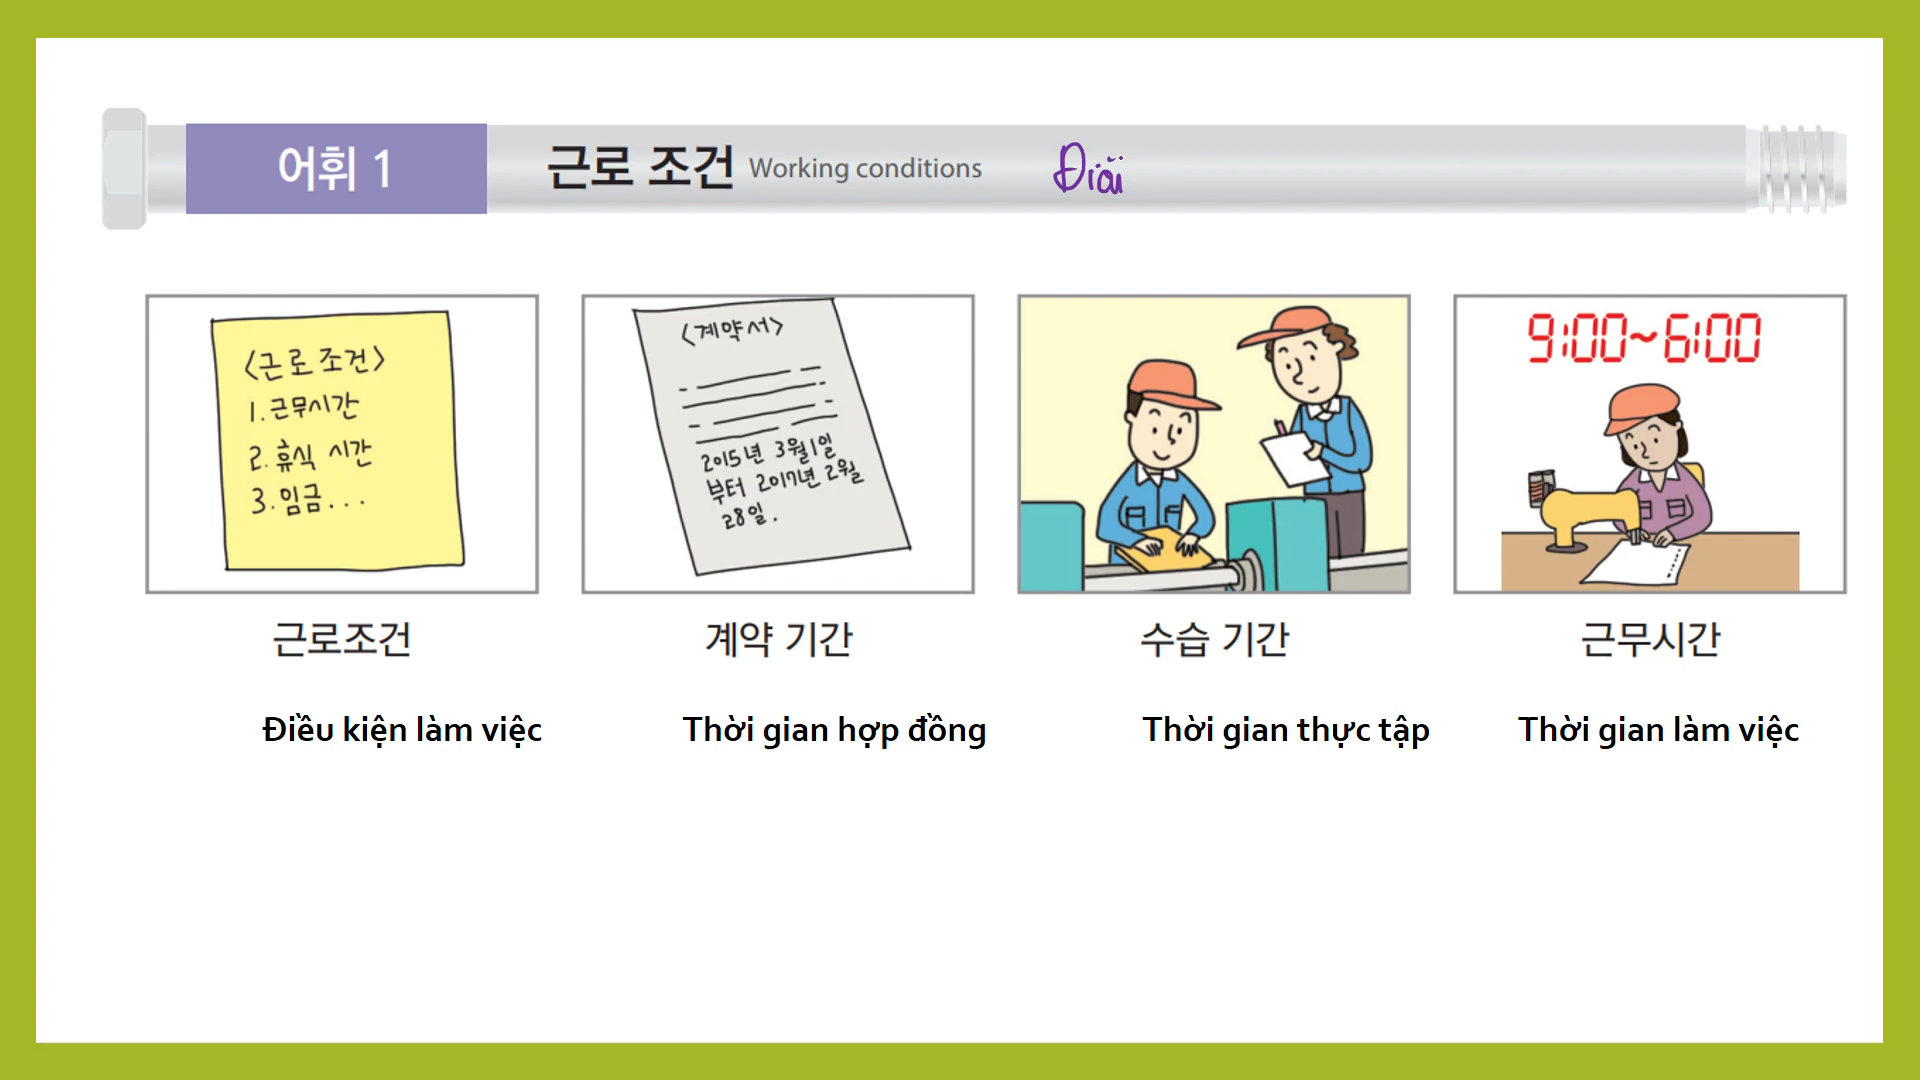 어휘 1 근로 조건 Working conditions
<근로 조건>
1. 근무시간
2. 휴식 시간
3. 임금...
<계약서>
2015년 3월1일
부터 2017년 2월
28일.
9:00~6:00
근로조건
계약 기간
수습 기간
근무시간
Điều kiện làm việc
Thời gian hợp đồng
Thời gian thực tập
Thời gian làm việc